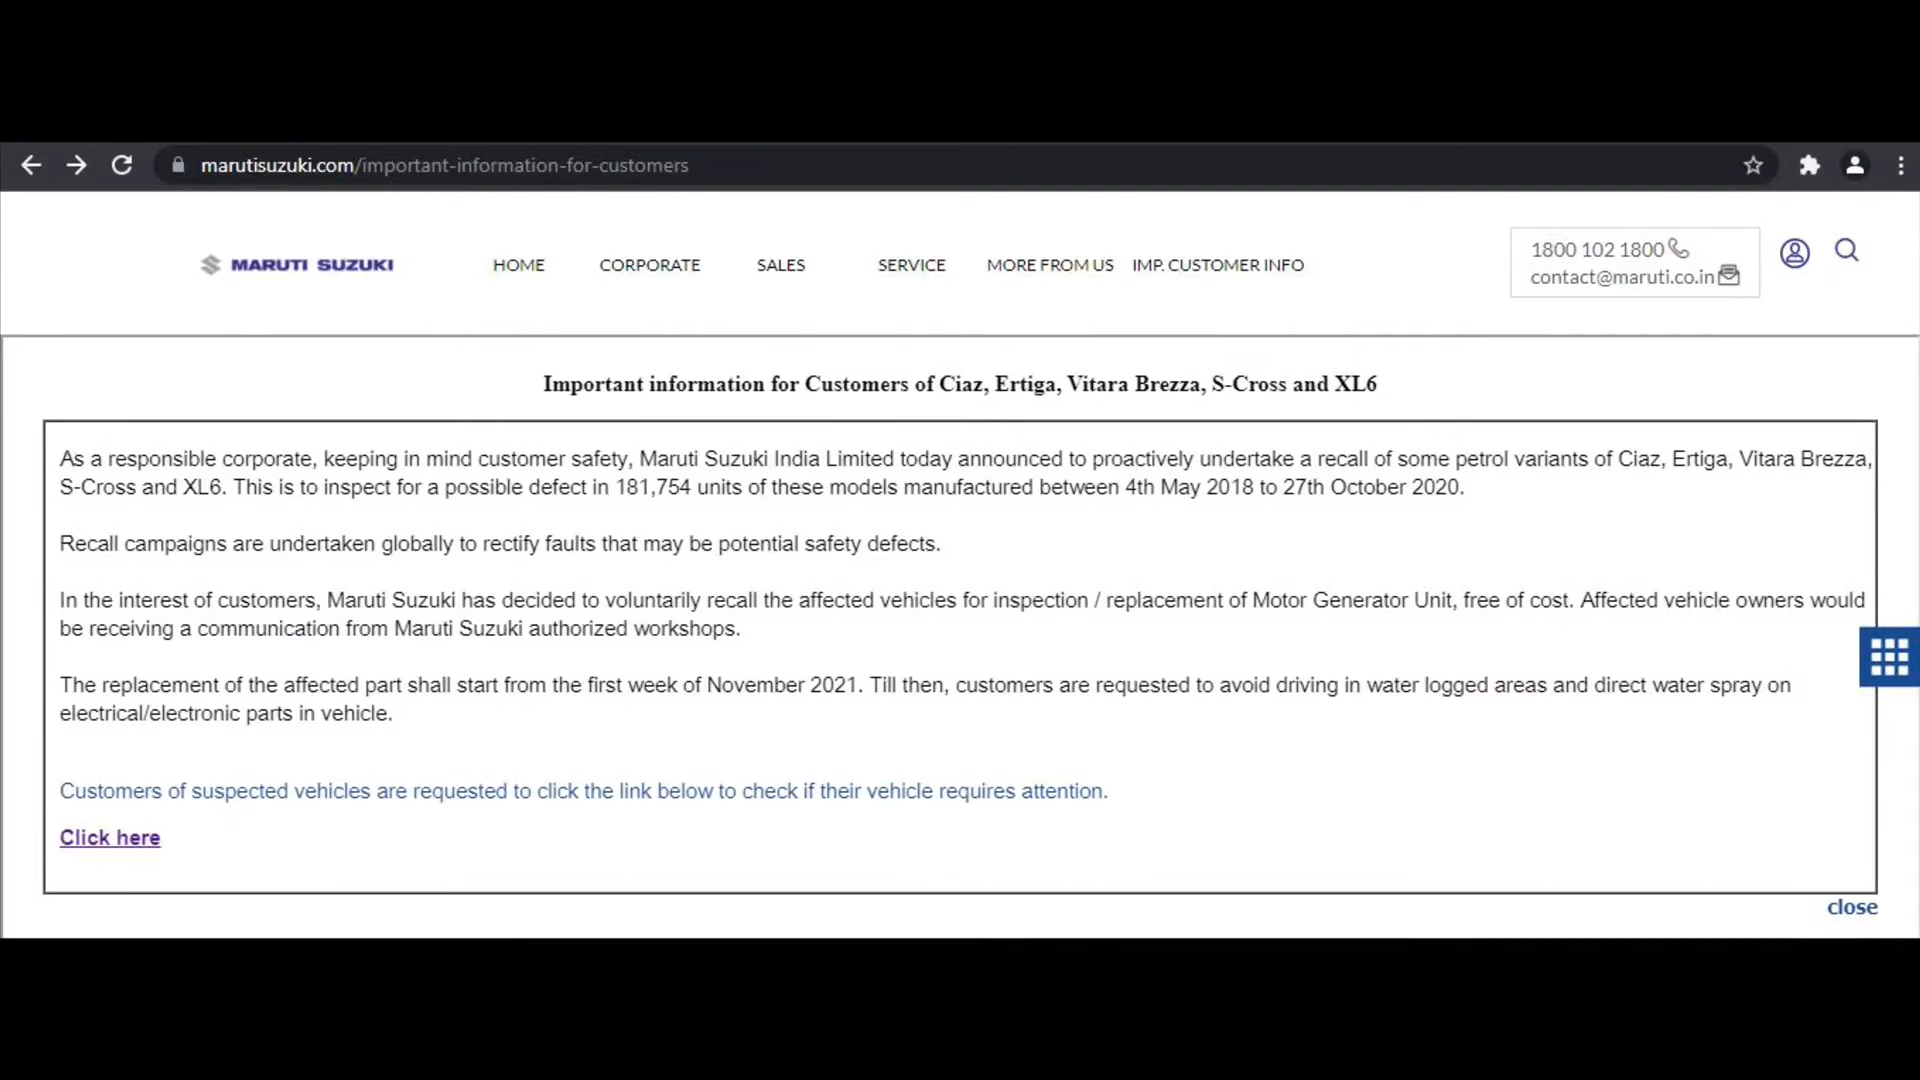 marutisuzuki.com/important-information-for-customers
MARUTI SUZUKI
HOME
CORPORATE
SALES
SERVICE
MORE FROM US
IMP. CUSTOMER INFO
1800 102 1800
contact@maruti.co.in
Important information for Customers of Ciaz, Ertiga, Vitara Brezza, S-Cross and XL6
As a responsible corporate, keeping in mind customer safety, Maruti Suzuki India Limited today announced to proactively undertake a recall of some petrol variants of Ciaz, Ertiga, Vitara Brezza,
S-Cross and XL6. This is to inspect for a possible defect in 181,754 units of these models manufactured between 4th May 2018 to 27th October 2020.
Recall campaigns are undertaken globally to rectify faults that may be potential safety defects.
In the interest of customers, Maruti Suzuki has decided to voluntarily recall the affected vehicles for inspection / replacement of Motor Generator Unit, free of cost. Affected vehicle owners would
be receiving a communication from Maruti Suzuki authorized workshops.
The replacement of the affected part shall start from the first week of November 2021. Till then, customers are requested to avoid driving in water logged areas and direct water spray on
electrical/electronic parts in vehicle.
Customers of suspected vehicles are requested to click the link below to check if their vehicle requires attention.
Click here
close